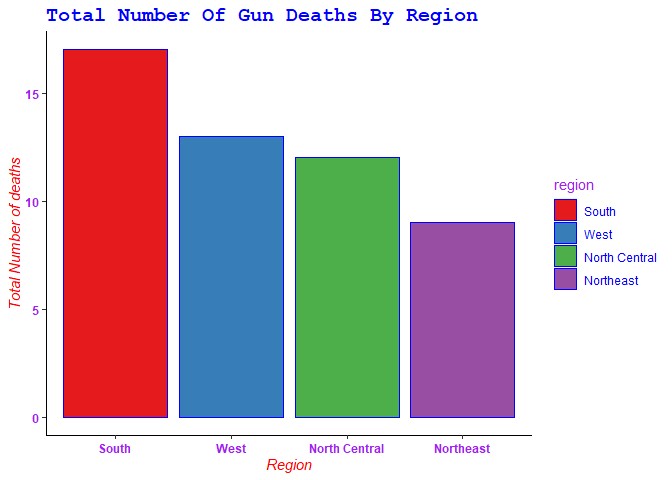 Total Number Of Gun Deaths By Region
Total Number of deaths
15
10
5
0
South West North Central Northeast
Region
region
South
West
North Central
Northeast